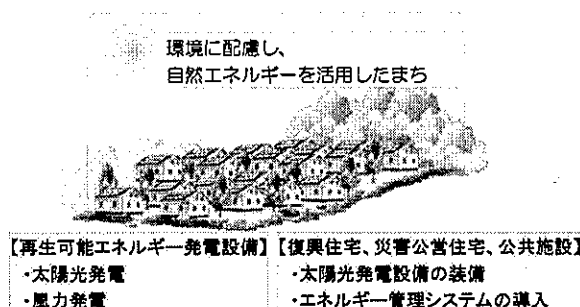 環境に配慮し、
自然エネルギーを活用したまち
【再生可能エネルギー発電設備】
・太陽光発電
・風力発電
【復興住宅、災害公営住宅、公共施設】
・太陽光発電設備の装備
・エネルギー管理システムの導入